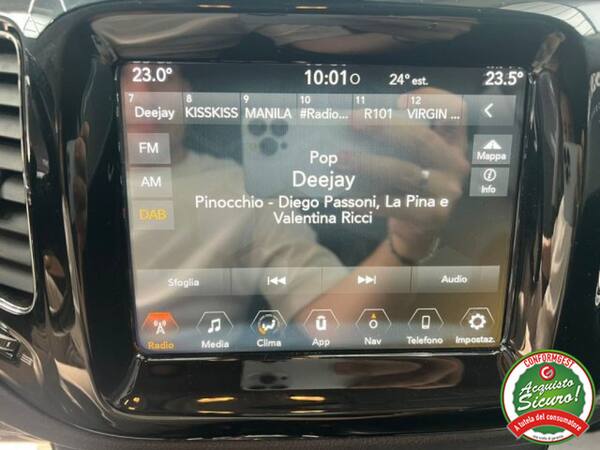 23.0° 10:01 24° est. 23.5°
7 8 9 10 11 12
Deejay KISSKISS MANILA #Radio... R101 VIRGIN ...
FM
Mappa
Pop
AM
Deejay
Info
Pinocchio - Diego Passoni, La Pina e
DAB
Valentina Ricci
Sfoglia Audio
Radio Media Clima App Nav Telefono Impostaz.
CONFORMGEST
Acquisto
Sicuro!
A tutela del consumatore